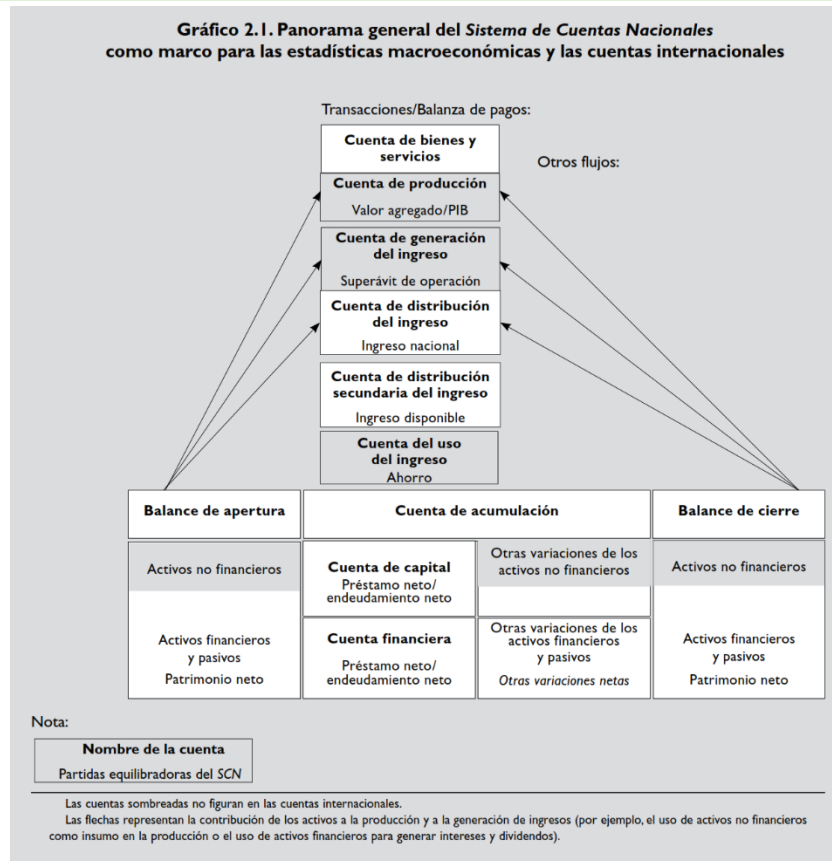 Gráfico 2.1. Panorama general del Sistema de Cuentas Nacionales
como marco para las estadísticas macroeconómicas y las cuentas internacionales
Transacciones/Balanza de pagos:
Cuenta de bienes y
servicios
Otros flujos:
Cuenta de producción
Valor agregado/PIB
Cuenta de generación
del ingreso
Superávit de operación
Cuenta de distribución
del ingreso
Ingreso nacional
Cuenta de distribución
secundaria del ingreso
Ingreso disponible
Cuenta del uso
del ingreso
Ahorro
Balance de apertura
Cuenta de acumulación
Balance de cierre
Activos no financieros
Cuenta de capital
Préstamo neto/
endeudamiento neto
Otras variaciones de los
activos no financieros
Activos no financieros
Activos financieros
y pasivos
Patrimonio neto
Cuenta financiera
Préstamo neto/
endeudamiento neto
Otras variaciones de los
activos financieros
y pasivos
Otras variaciones netas
Activos financieros
y pasivos
Patrimonio neto
Nota:
Nombre de la cuenta
Partidas equilibradoras del SCN
Las cuentas sombreadas no figuran en las cuentas internacionales.
Las flechas representan la contribución de los activos a la producción y a la generación de ingresos (por ejemplo, el uso de activos no financieros
como insumo en la producción o el uso de activos financieros para generar intereses y dividendos).